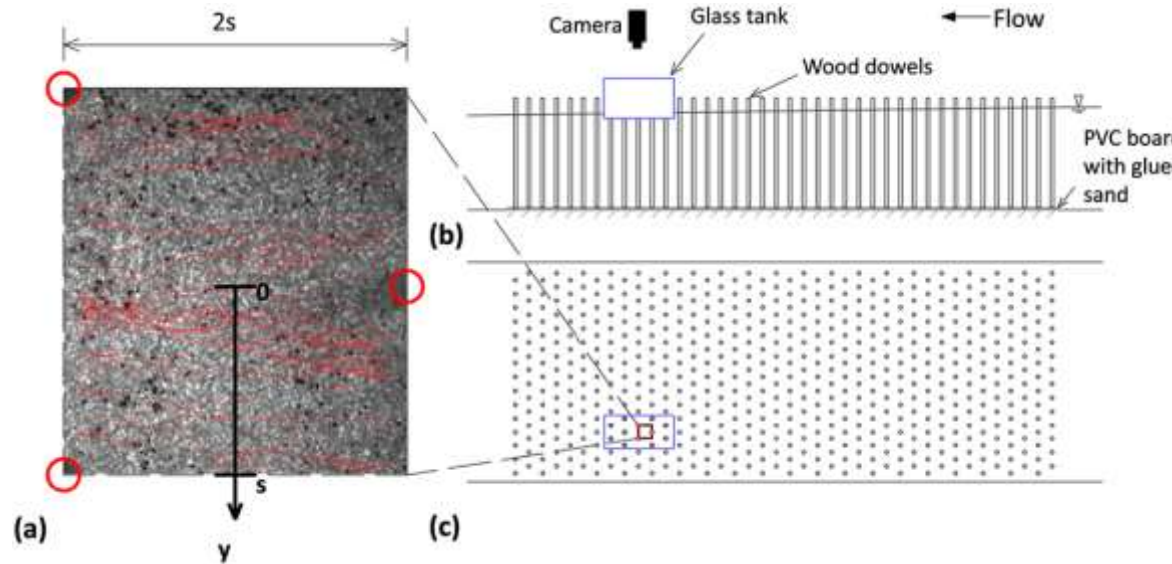 2s
0
s
y
(a)
Camera
Glass tank
Flow
Wood dowels
PVC boar
with glue
sand
(b)
(c)